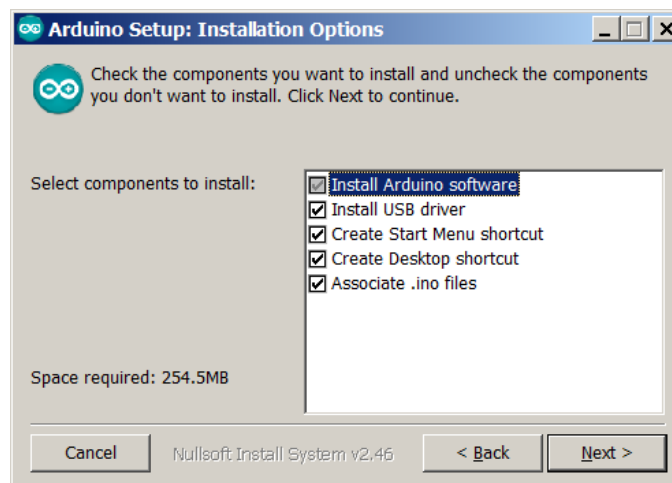 Arduino Setup: Installation Options
Check the components you want to install and uncheck the components
you don't want to install. Click Next to continue.
Select components to install:
Install Arduino software
Install USB driver
Create Start Menu shortcut
Create Desktop shortcut
Associate .ino files
Space required: 254.5MB
Cancel
Nullsoft Install System v2.46
< Back
Next >